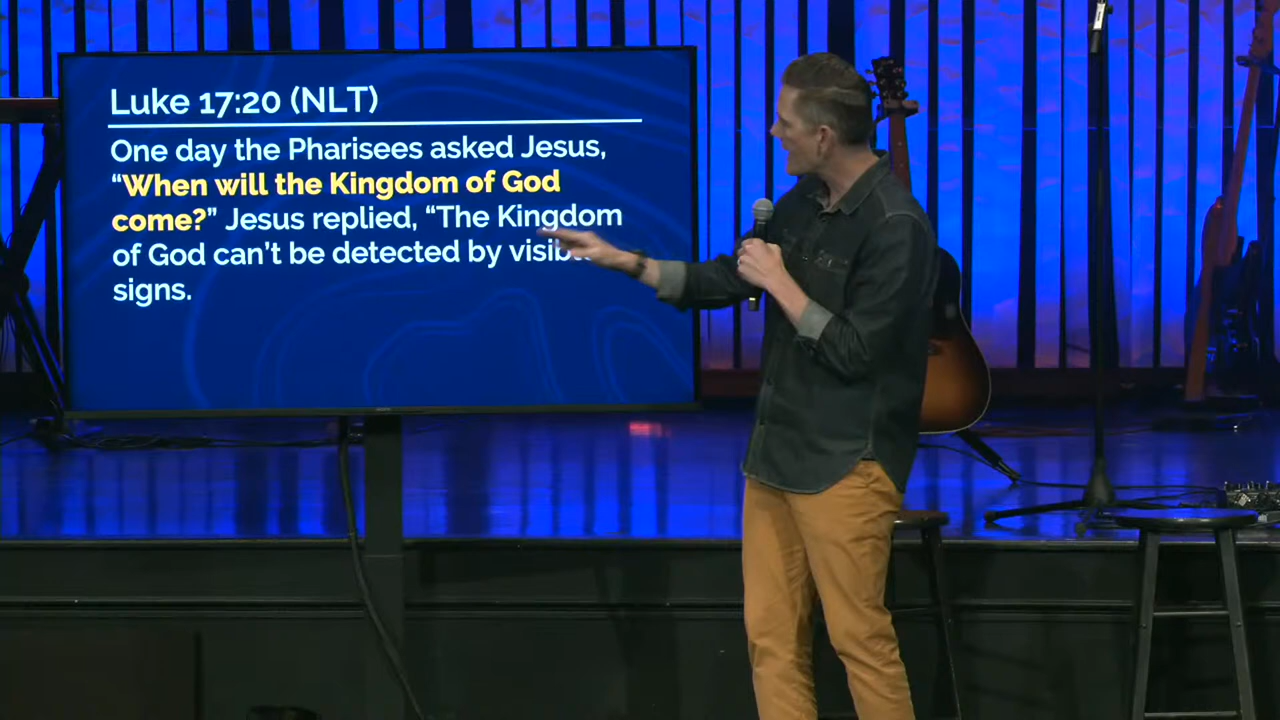 Luke 17:20 (NLT)
One day the Pharisees asked Jesus,
“When will the Kingdom of God
come?” Jesus replied, “The Kingdom
of God can’t be detected by
signs.